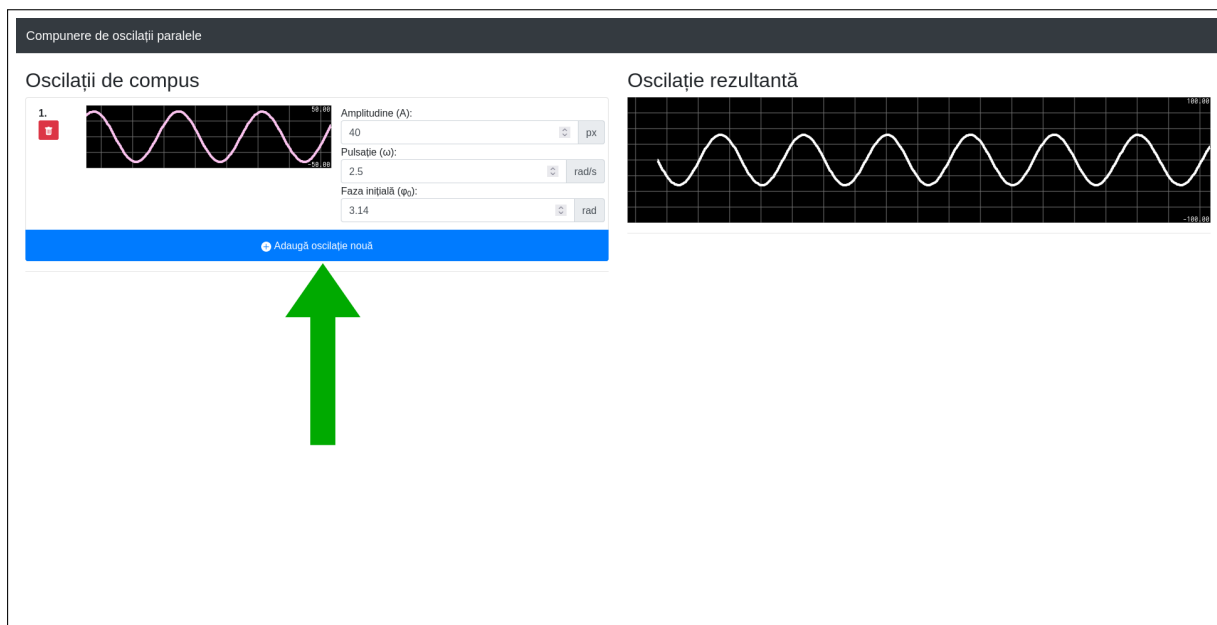 Compunere de oscilații paralele
Oscilații de compus
1.
50.00
-50.00
Amplitudine (A):
40 px
Pulsație (ω):
2.5 rad/s
Faza inițială (φ₀):
3.14 rad
Adaugă oscilație nouă
Oscilație rezultantă
100.00
-100.00